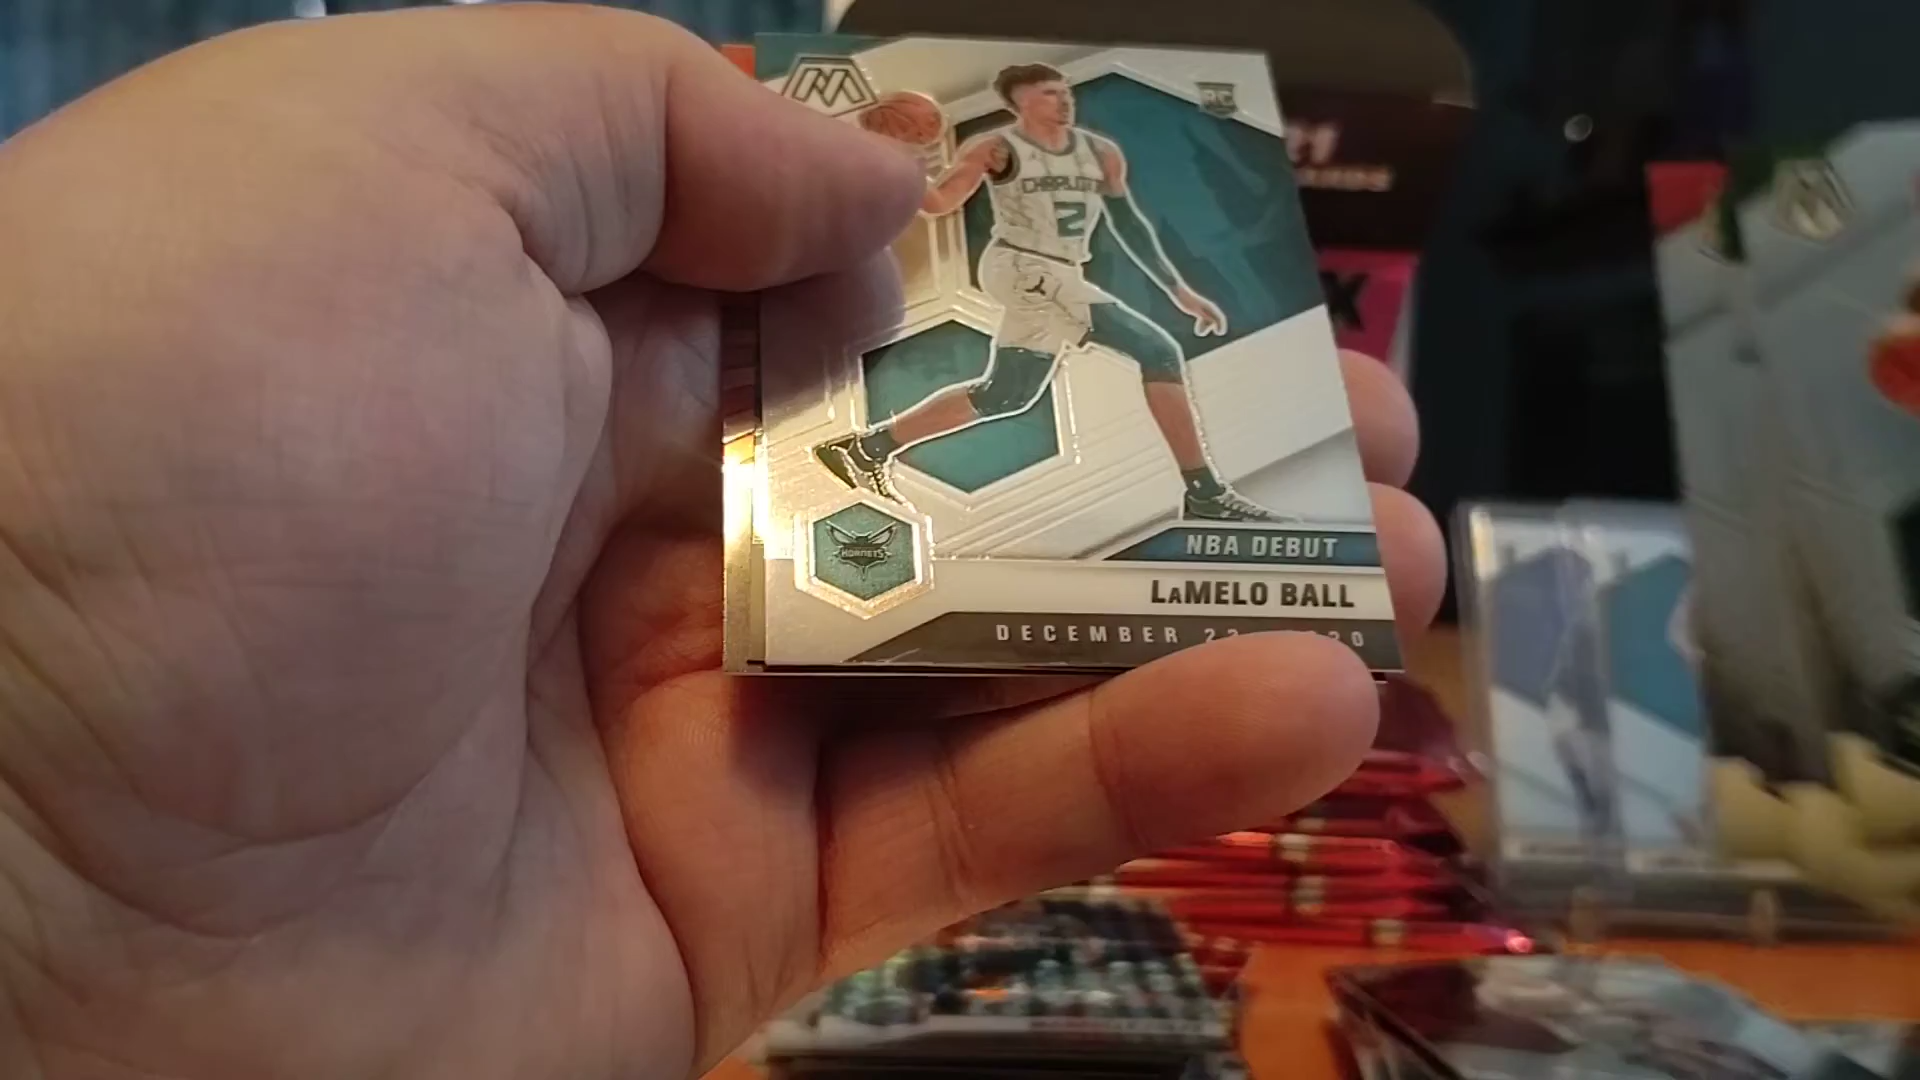 RC
CHARLOTTE
2
HORNETS
NBA DEBUT
LaMELO BALL
DECEMBER
X